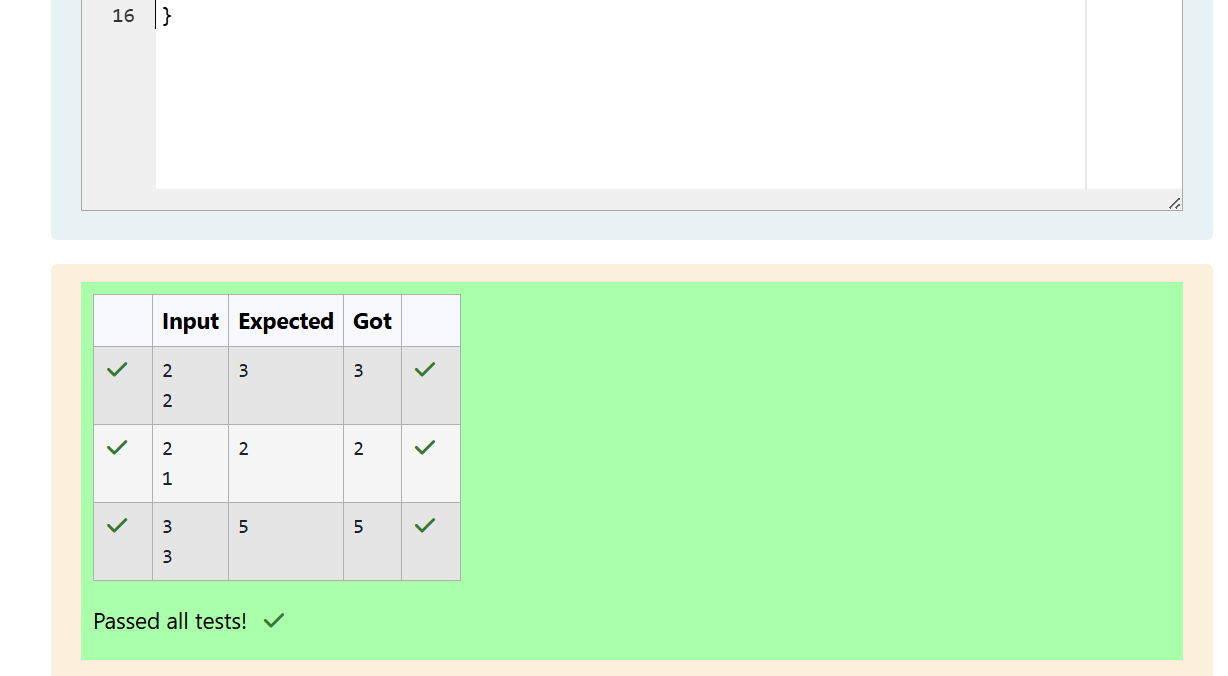 16 }
Input Expected Got
2 3 3
2
2 2 2
1
3 5 5
3
Passed all tests!